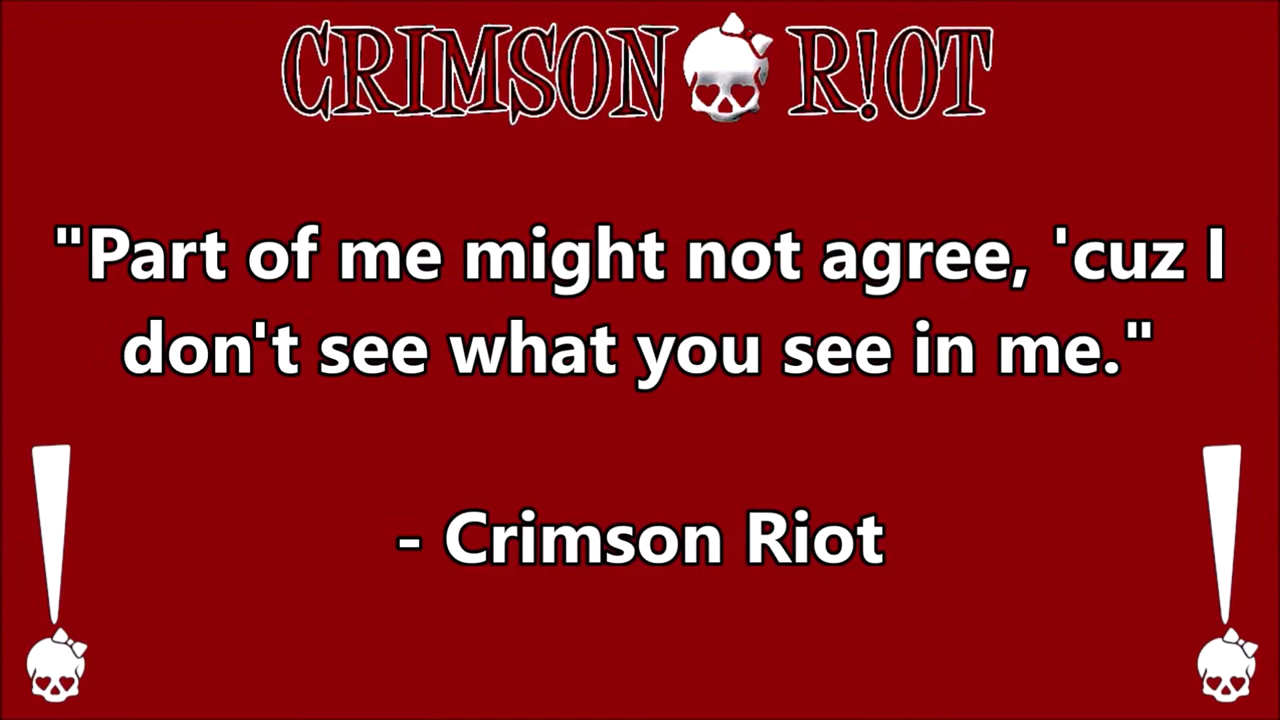 CRIMSON R!OT
"Part of me might not agree, 'cuz I
don't see what you see in me."
- Crimson Riot